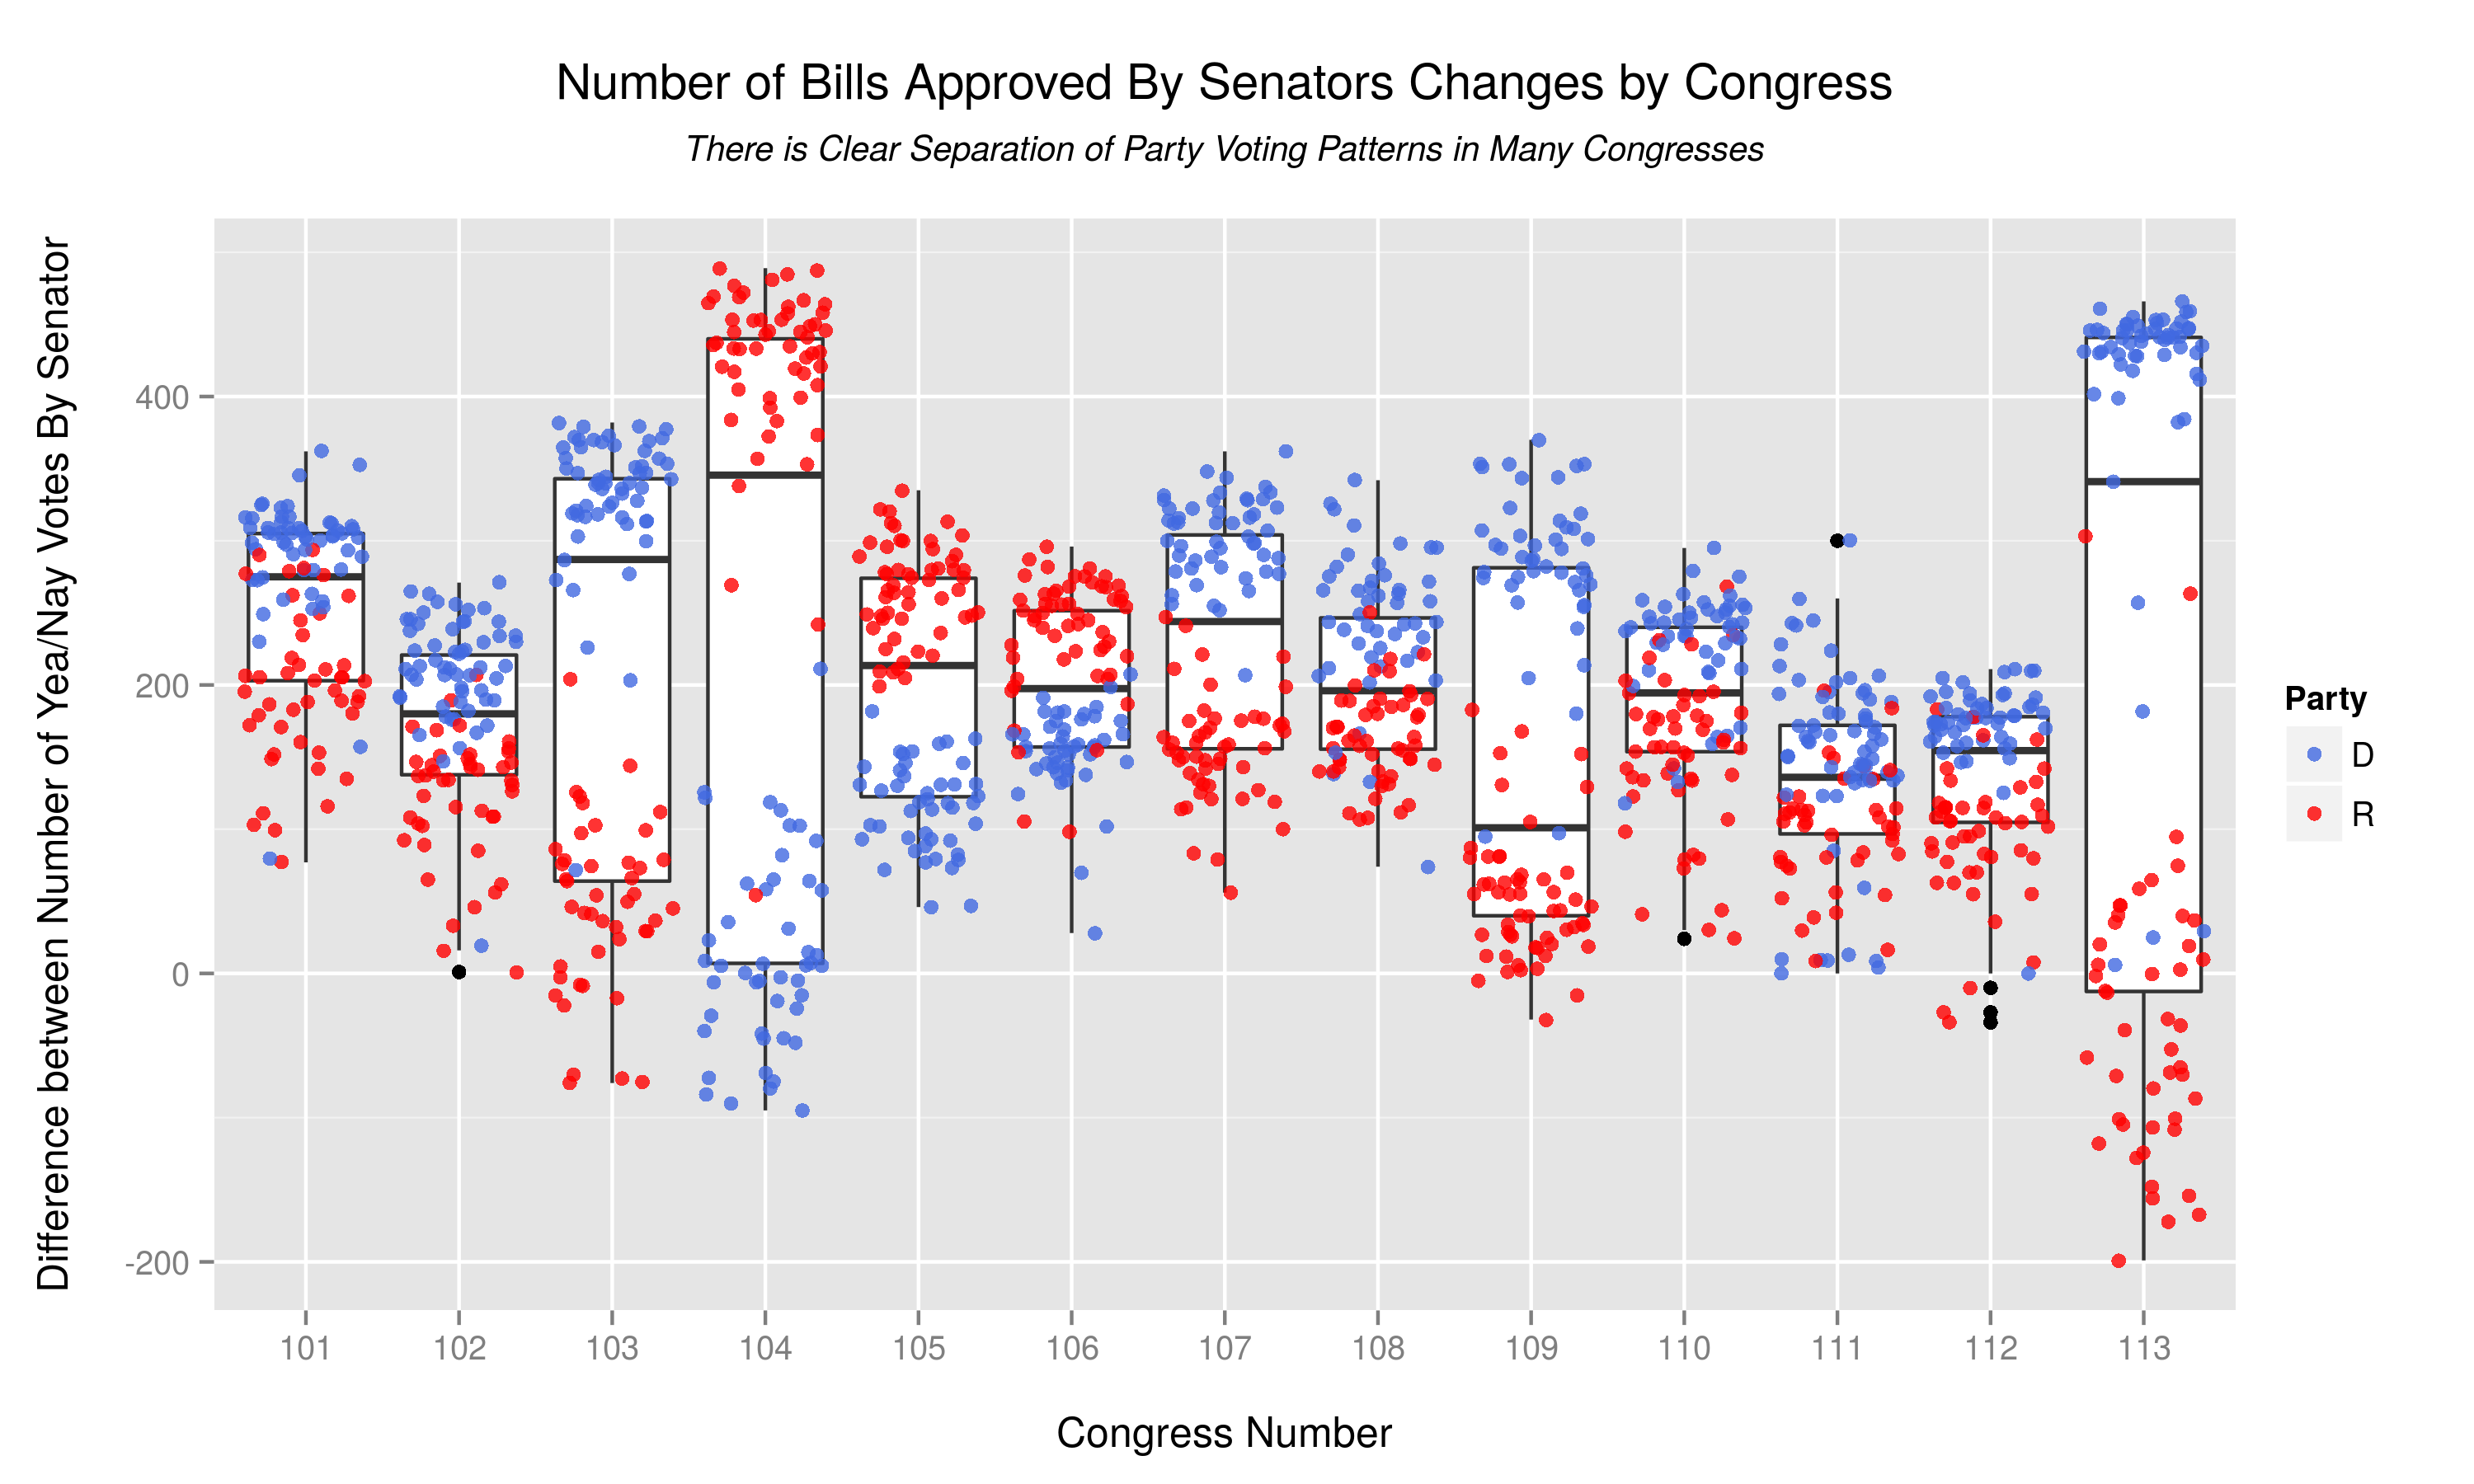 Number of Bills Approved By Senators Changes by Congress
There is Clear Separation of Party Voting Patterns in Many Congresses
Difference between Number of Yea/Nay Votes By Senator
400
200
0
-200
101 102 103 104 105 106 107 108 109 110 111 112 113
Congress Number
Party
D
R